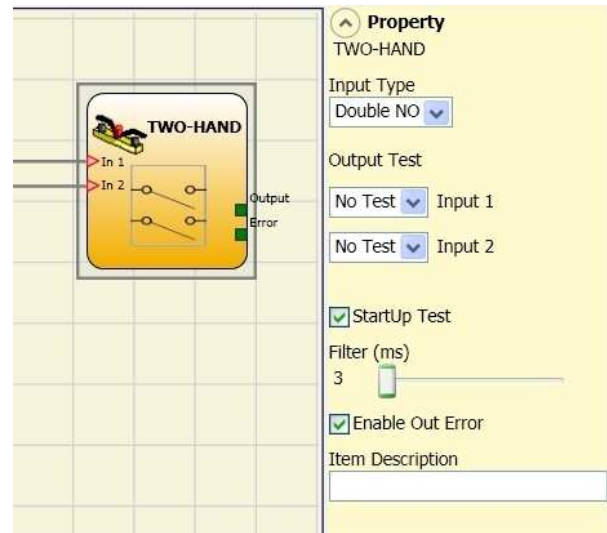 TWO-HAND
In 1
In 2
Output
Error
Property
TWO-HAND
Input Type
Double NO
Output Test
No Test Input 1
No Test Input 2
StartUp Test
Filter (ms)
3
Enable Out Error
Item Description